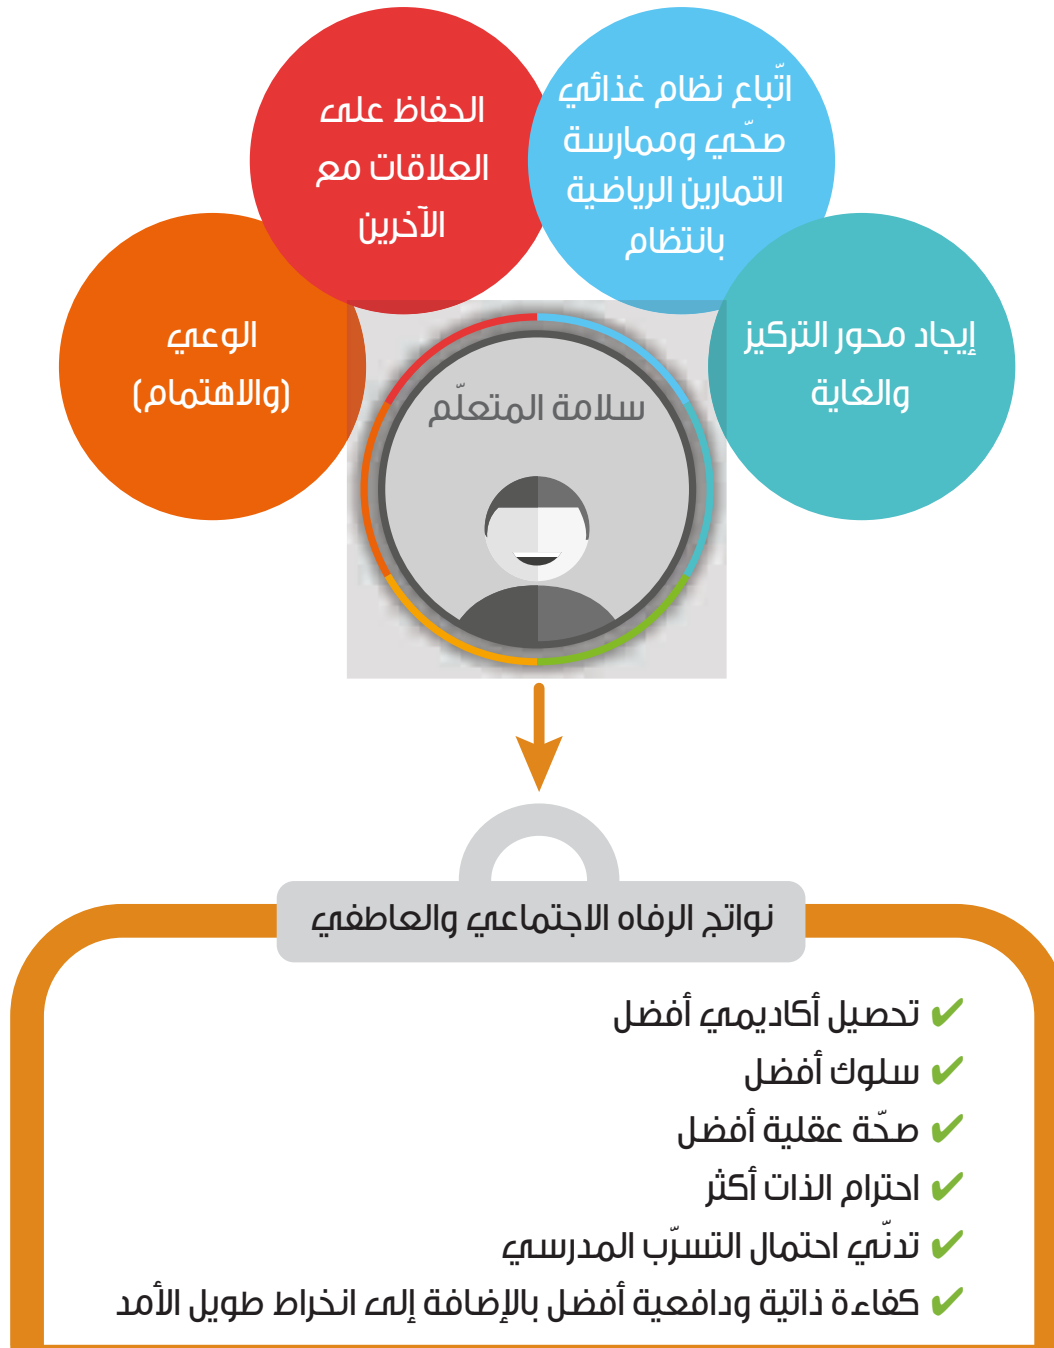 اتّباع نظام غذائي
صحّي وممارسة
التمارين الرياضية
بانتظام
الحفاظ على
العلاقات مع
الآخرين
إيجاد محور التركيز
والغاية
الوعي
(والاهتمام)
سلامة المتعلّم
نواتج الرفاه الاجتماعي والعاطفي
✔ تحصيل أكاديمي أفضل
✔ سلوك أفضل
✔ صحّة عقلية أفضل
✔ احترام الذات أكثر
✔ تدنّي احتمال التسرّب المدرسي
✔ كفاءة ذاتية ودافعية أفضل بالإضافة إلى انخراط طويل الأمد